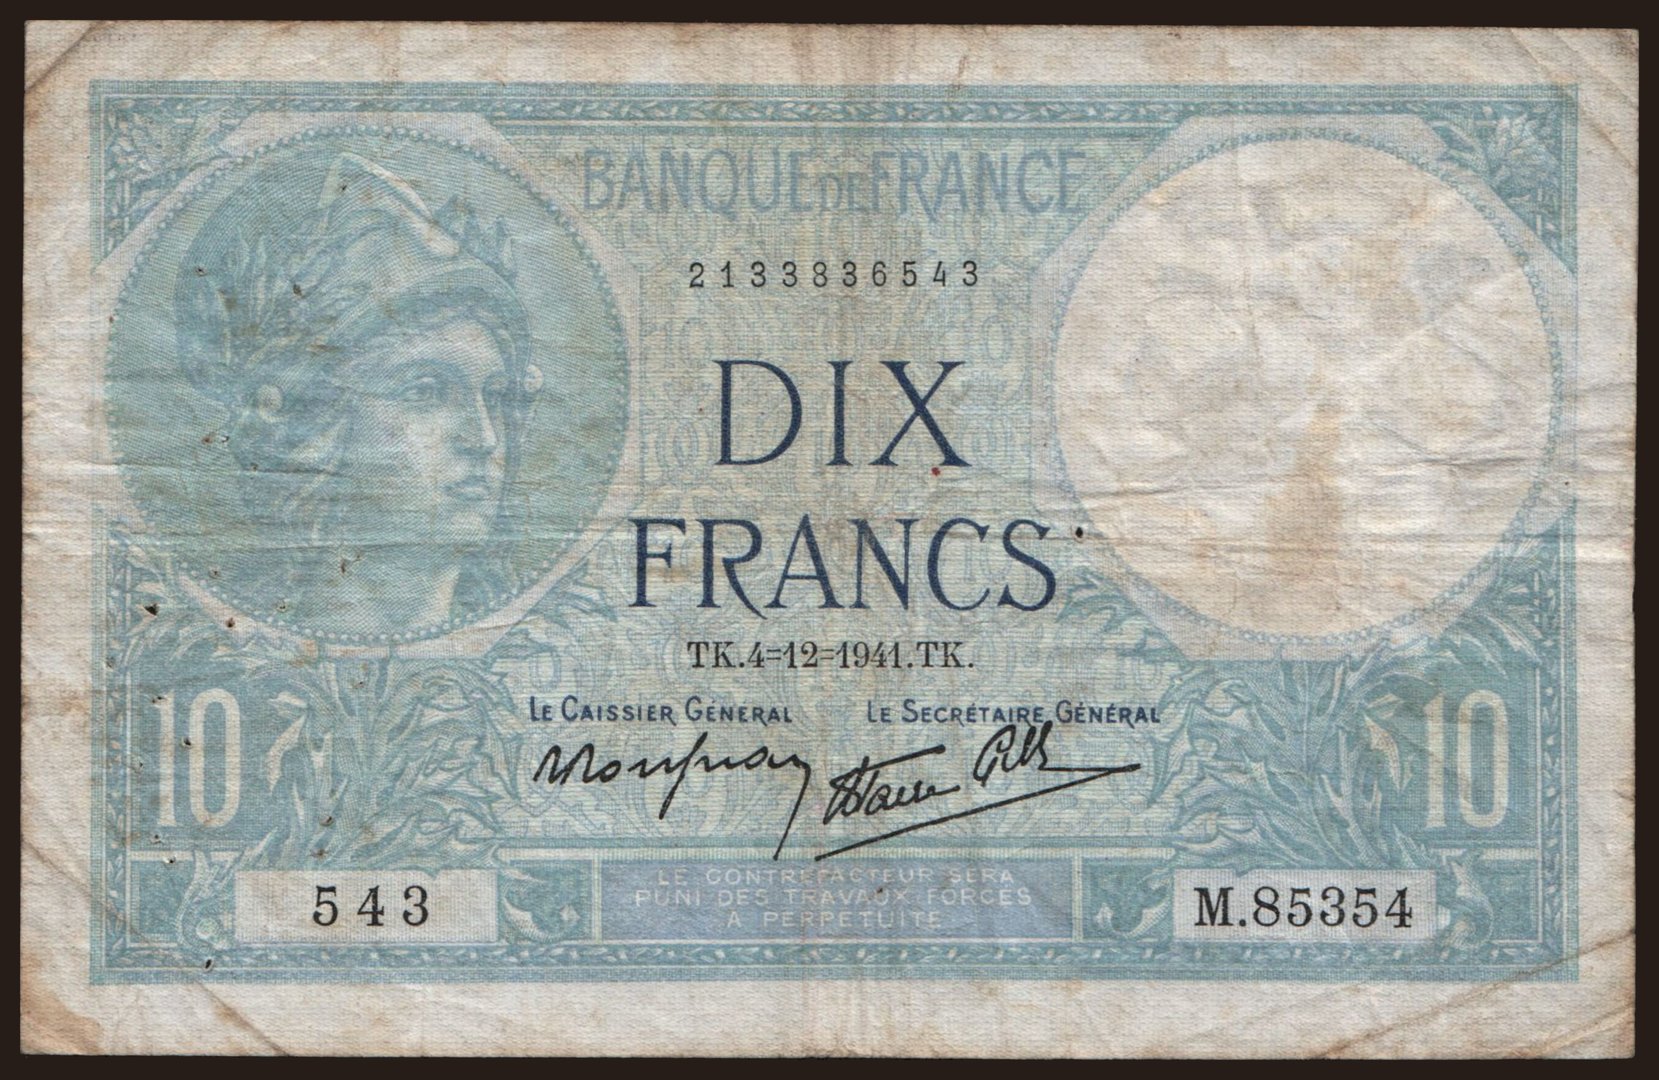 BANQUE DE FRANCE
2133836543
DIX
FRANCS
TK.4=12=1941.TK.
LE CAISSIER GÉNÉRAL LE SECRÉTAIRE GÉNÉRAL
10 10
LE CONTREFACTEUR SERA
PUNI DES TRAVAUX FORCÉS
À PERPÉTUITÉ
543 M.85354